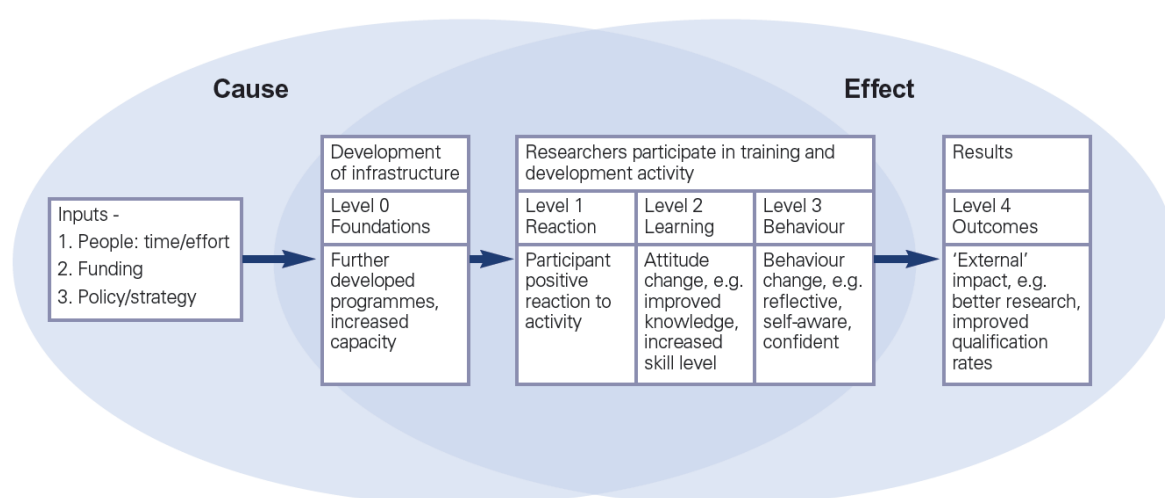 Cause
Effect
Inputs -
1. People: time/effort
2. Funding
3. Policy/strategy
Development
of infrastructure
Level 0
Foundations
Further
developed
programmes,
increased
capacity
Researchers participate in training and
development activity
Level 1
Reaction
Participant
positive
reaction to
activity
Level 2
Learning
Attitude
change, e.g.
improved
knowledge,
increased
skill level
Level 3
Behaviour
Behaviour
change, e.g.
reflective,
self-aware,
confident
Results
Level 4
Outcomes
‘External’
impact, e.g.
better research,
improved
qualification
rates